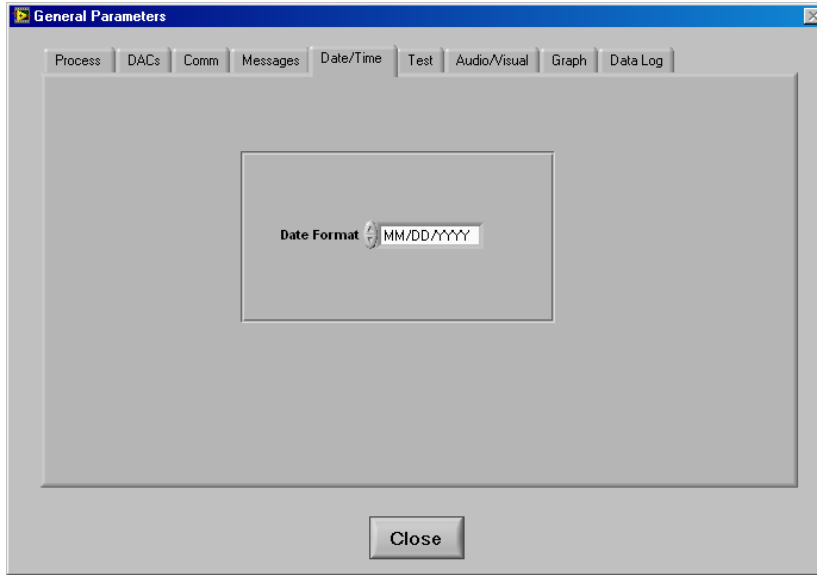 General Parameters
Process DACs Comm Messages Date/Time Test Audio/Visual Graph Data Log
Date Format MM/DD/YYYY
Close